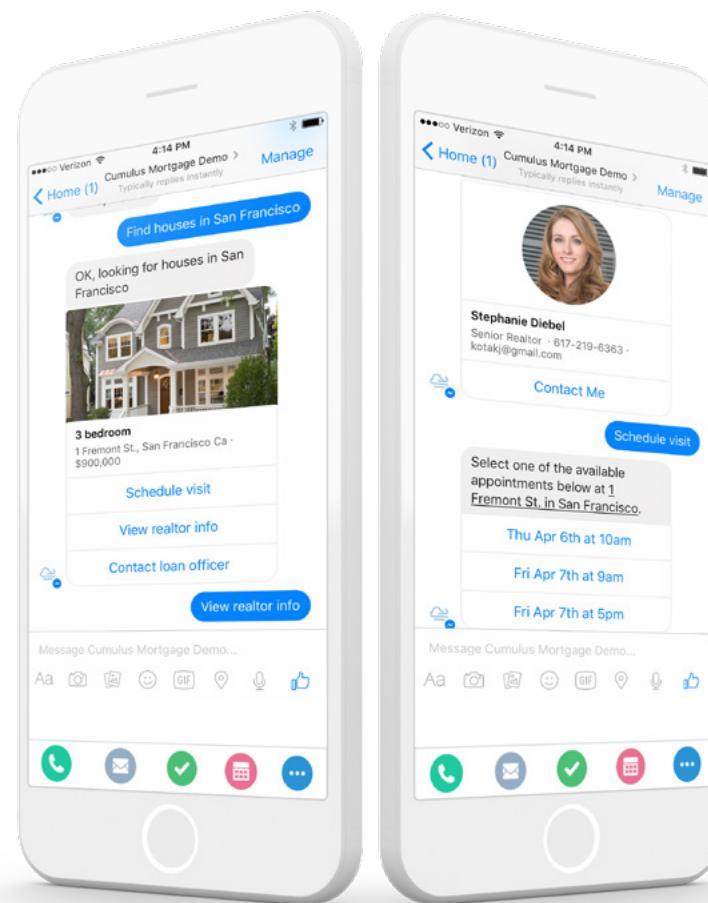 Verizon
4:14 PM
Home (1)
Cumulus Mortgage Demo >
Typically replies instantly
Manage
Find houses in San Francisco
OK, looking for houses in San
Francisco
3 bedroom
1 Fremont St., San Francisco Ca ·
$900,000
Schedule visit
View realtor info
Contact loan officer
View realtor info
Message Cumulus Mortgage Demo...
Aa
GIF
Verizon
4:14 PM
Home (1)
Cumulus Mortgage Demo >
Typically replies instantly
Manage
Stephanie Diebel
Senior Realtor · 617-219-6363 ·
kotakj@gmail.com
Contact Me
Schedule visit
Select one of the available
appointments below at 1
Fremont St. in San Francisco.
Thu Apr 6th at 10am
Fri Apr 7th at 9am
Fri Apr 7th at 5pm
Message Cumulus Mortgage Demo...
Aa
GIF